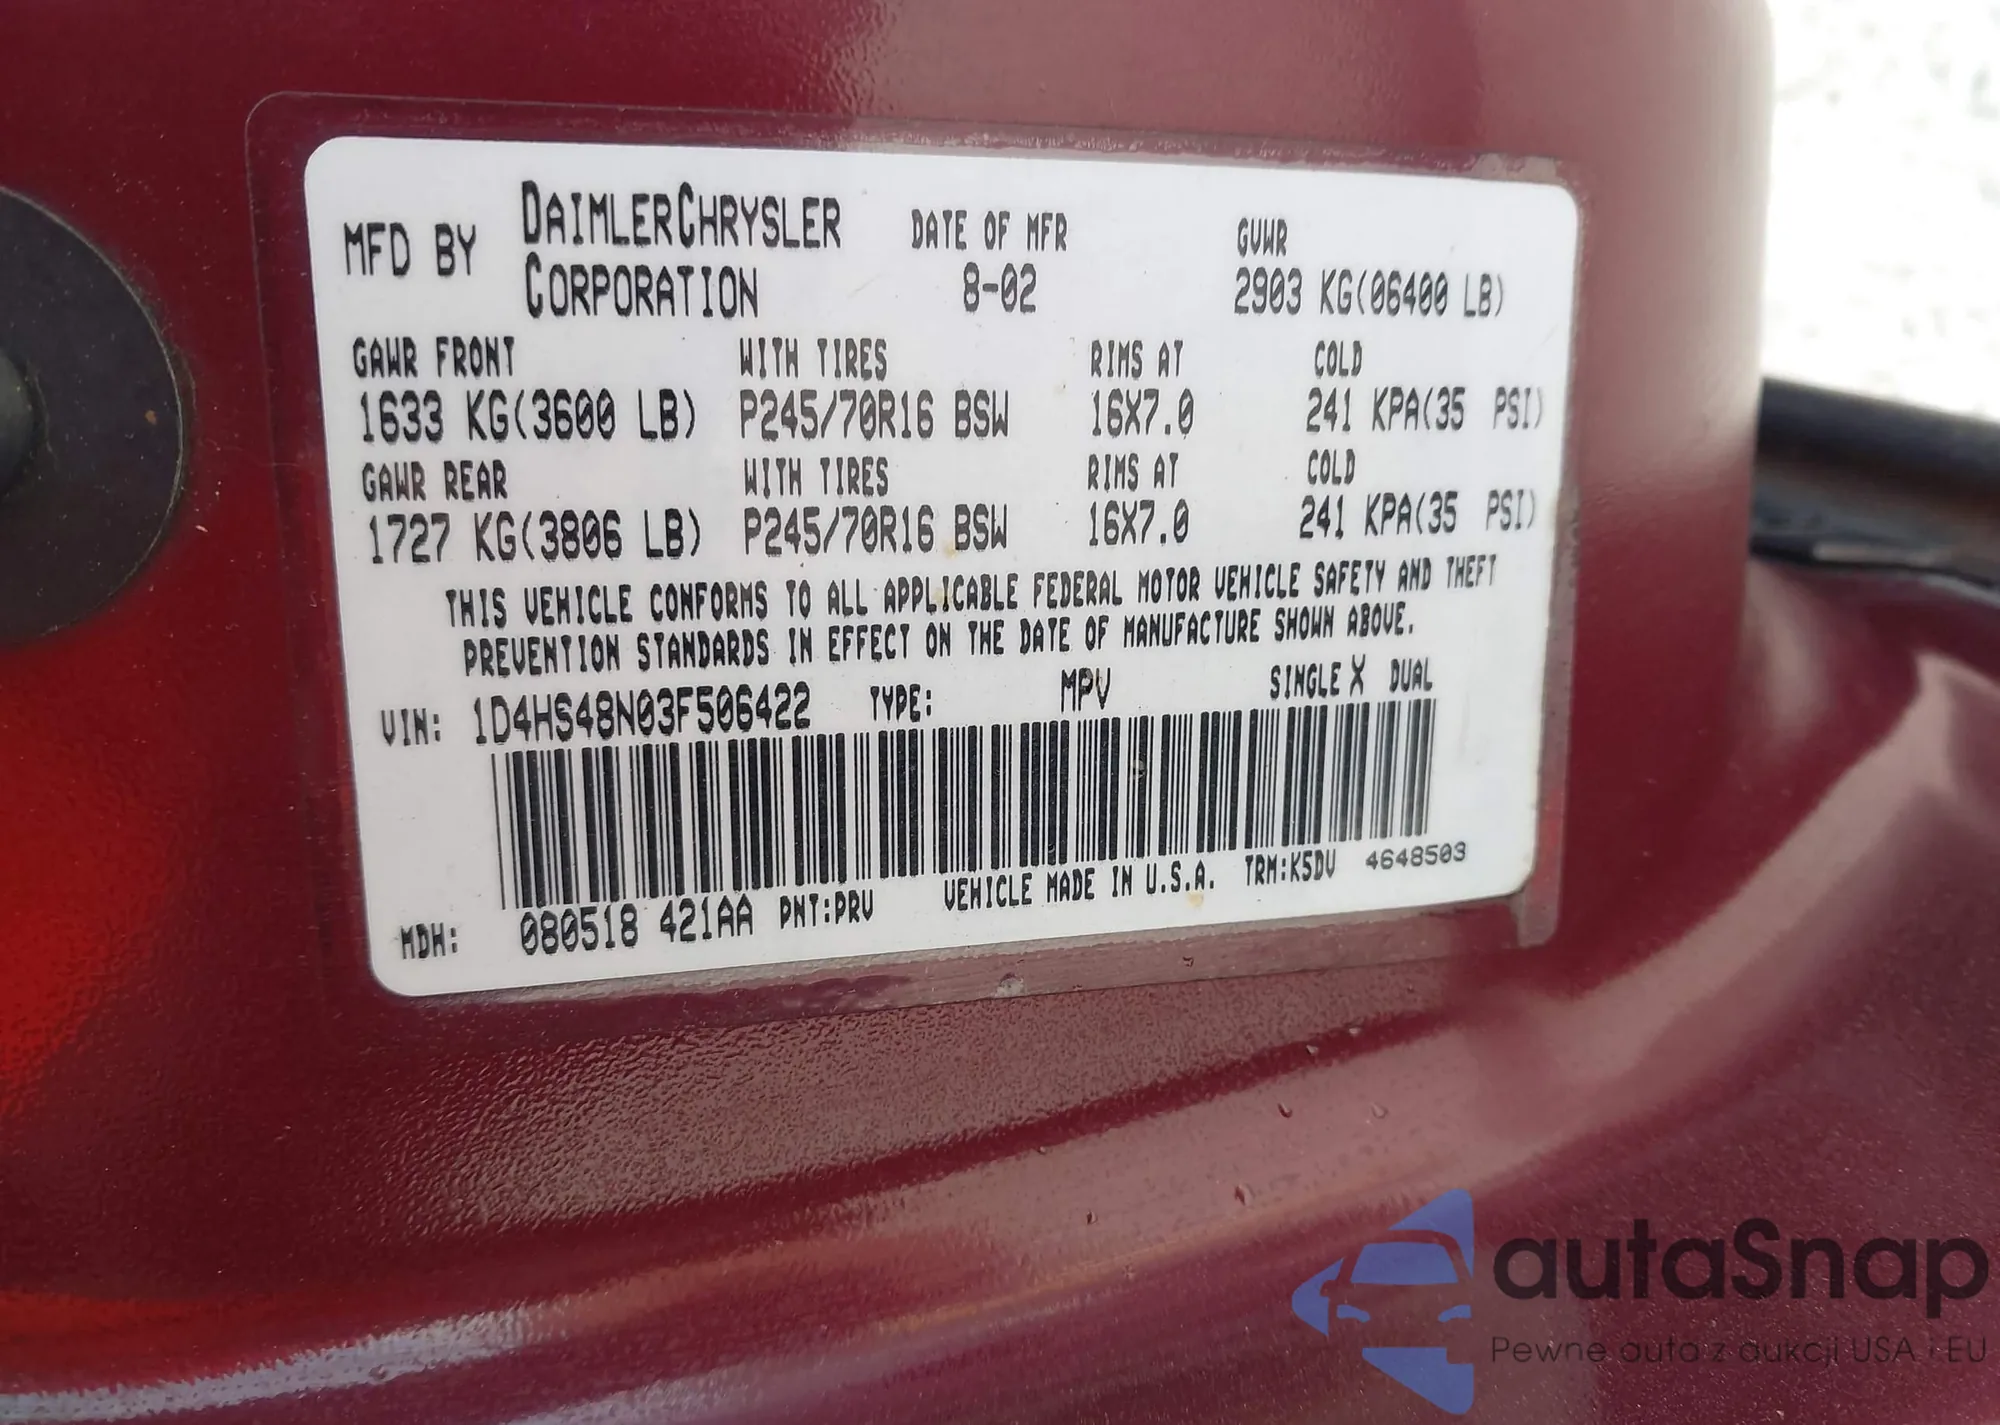 MFD BY DAIMLERCHRYSLER CORPORATION DATE OF MFR 8-02 GVWR 2903 KG(06400 LB)
GAWR FRONT WITH TIRES RIMS AT COLD
1633 KG(3600 LB) P245/70R16 BSW 16X7.0 241 KPA(35 PSI)
GAWR REAR WITH TIRES RIMS AT COLD
1727 KG(3806 LB) P245/70R16 BSW 16X7.0 241 KPA(35 PSI)
THIS VEHICLE CONFORMS TO ALL APPLICABLE FEDERAL MOTOR VEHICLE SAFETY AND THEFT
PREVENTION STANDARDS IN EFFECT ON THE DATE OF MANUFACTURE SHOWN ABOVE.
VIN: 1D4HS48N03F506422 TYPE: MPV SINGLE X DUAL
MDH: 080518 421AA PNT:PRV VEHICLE MADE IN U.S.A. TRM:K5DV 4648503
autaSnap
Pewne auta z aukcji USA i EU